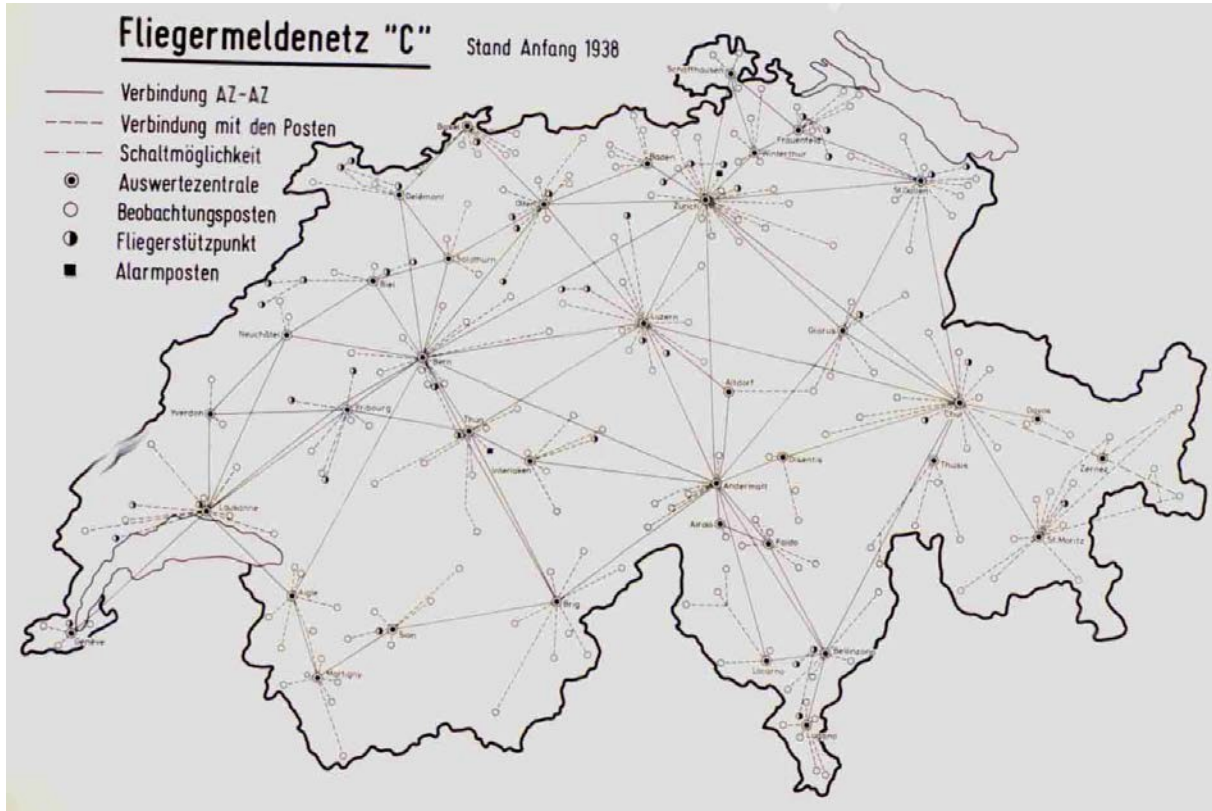 Fliegermeldenetz "C" Stand Anfang 1938
Verbindung AZ-AZ
Verbindung mit den Posten
Schaltmöglichkeit
Auswertezentrale
Beobachtungsposten
Fliegerstützpunkt
Alarmposten
Schaffhausen
Basel
Frauenfeld
Winterthur
Baden
Delémont
St.Gallen
Olten
Zürich
Solothurn
Biel
Neuchâtel
Luzern
Glarus
Bern
Altdorf
Yverdon
Fribourg
Chur
Davos
Thun
Interlaken
Disentis
Thusis
Zernez
Andermatt
Lausanne
Airolo
Faido
St.Moritz
Aigle
Brig
Sion
Genève
Bellinzona
Locarno
Martigny
Lugano